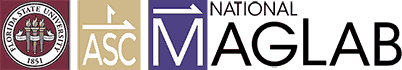 FLORIDA STATE UNIVERSITY
1851
ASC
NATIONAL
MAGLAB